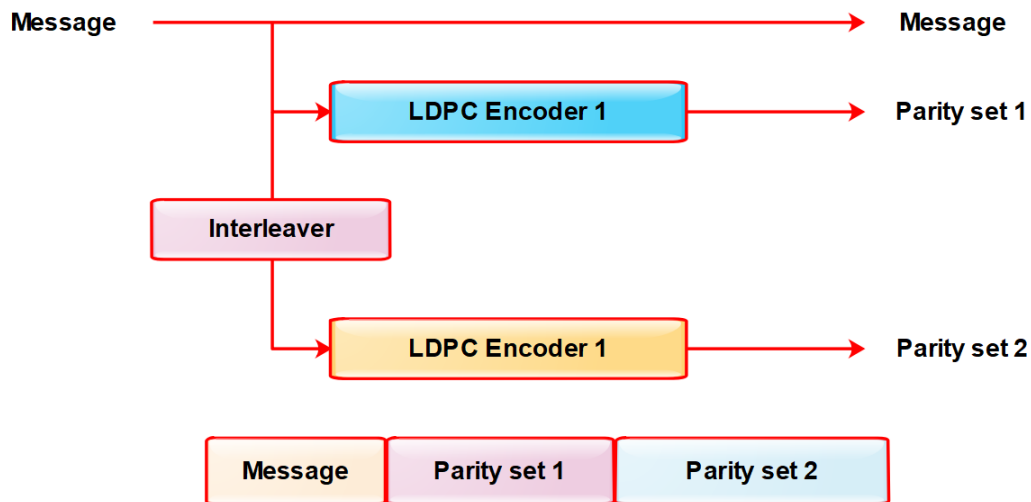 Message
Message
LDPC Encoder 1
Parity set 1
Interleaver
LDPC Encoder 1
Parity set 2
Message
Parity set 1
Parity set 2